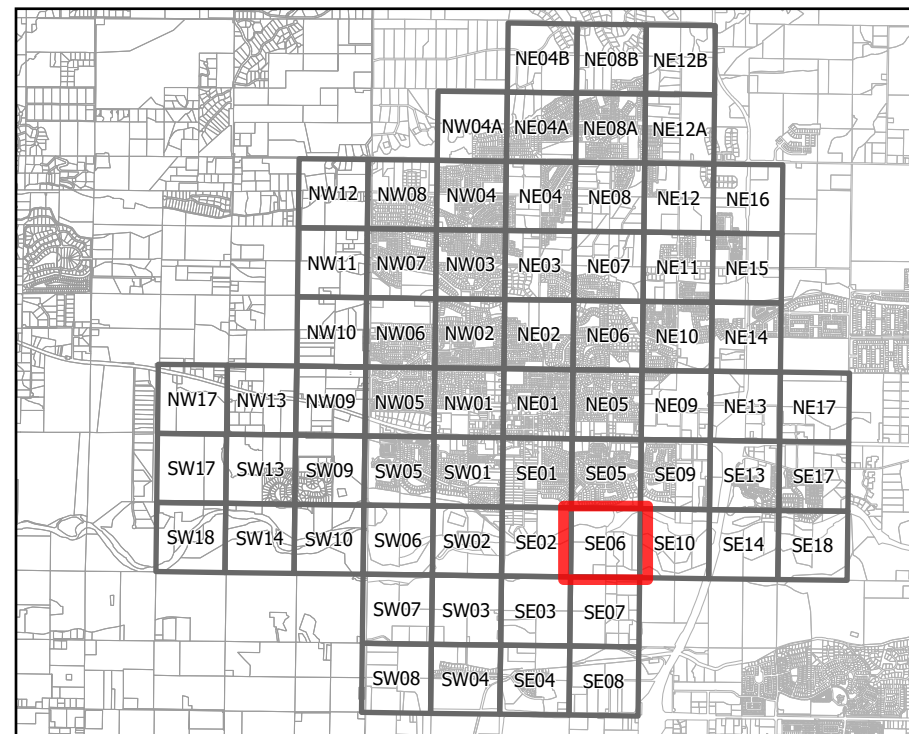 NE04B NE08B NE12B
NW04A NE04A NE08A NE12A
NW12 NW08 NW04 NE04 NE08 NE12 NE16
NW11 NW07 NW03 NE03 NE07 NE11 NE15
NW10 NW06 NW02 NE02 NE06 NE10 NE14
NW17 NW13 NW09 NW05 NW01 NE01 NE05 NE09 NE13 NE17
SW17 SW13 SW09 SW05 SW01 SE01 SE05 SE09 SE13 SE17
SW18 SW14 SW10 SW06 SW02 SE02 SE06 SE10 SE14 SE18
SW07 SW03 SE03 SE07
SW08 SW04 SE04 SE08